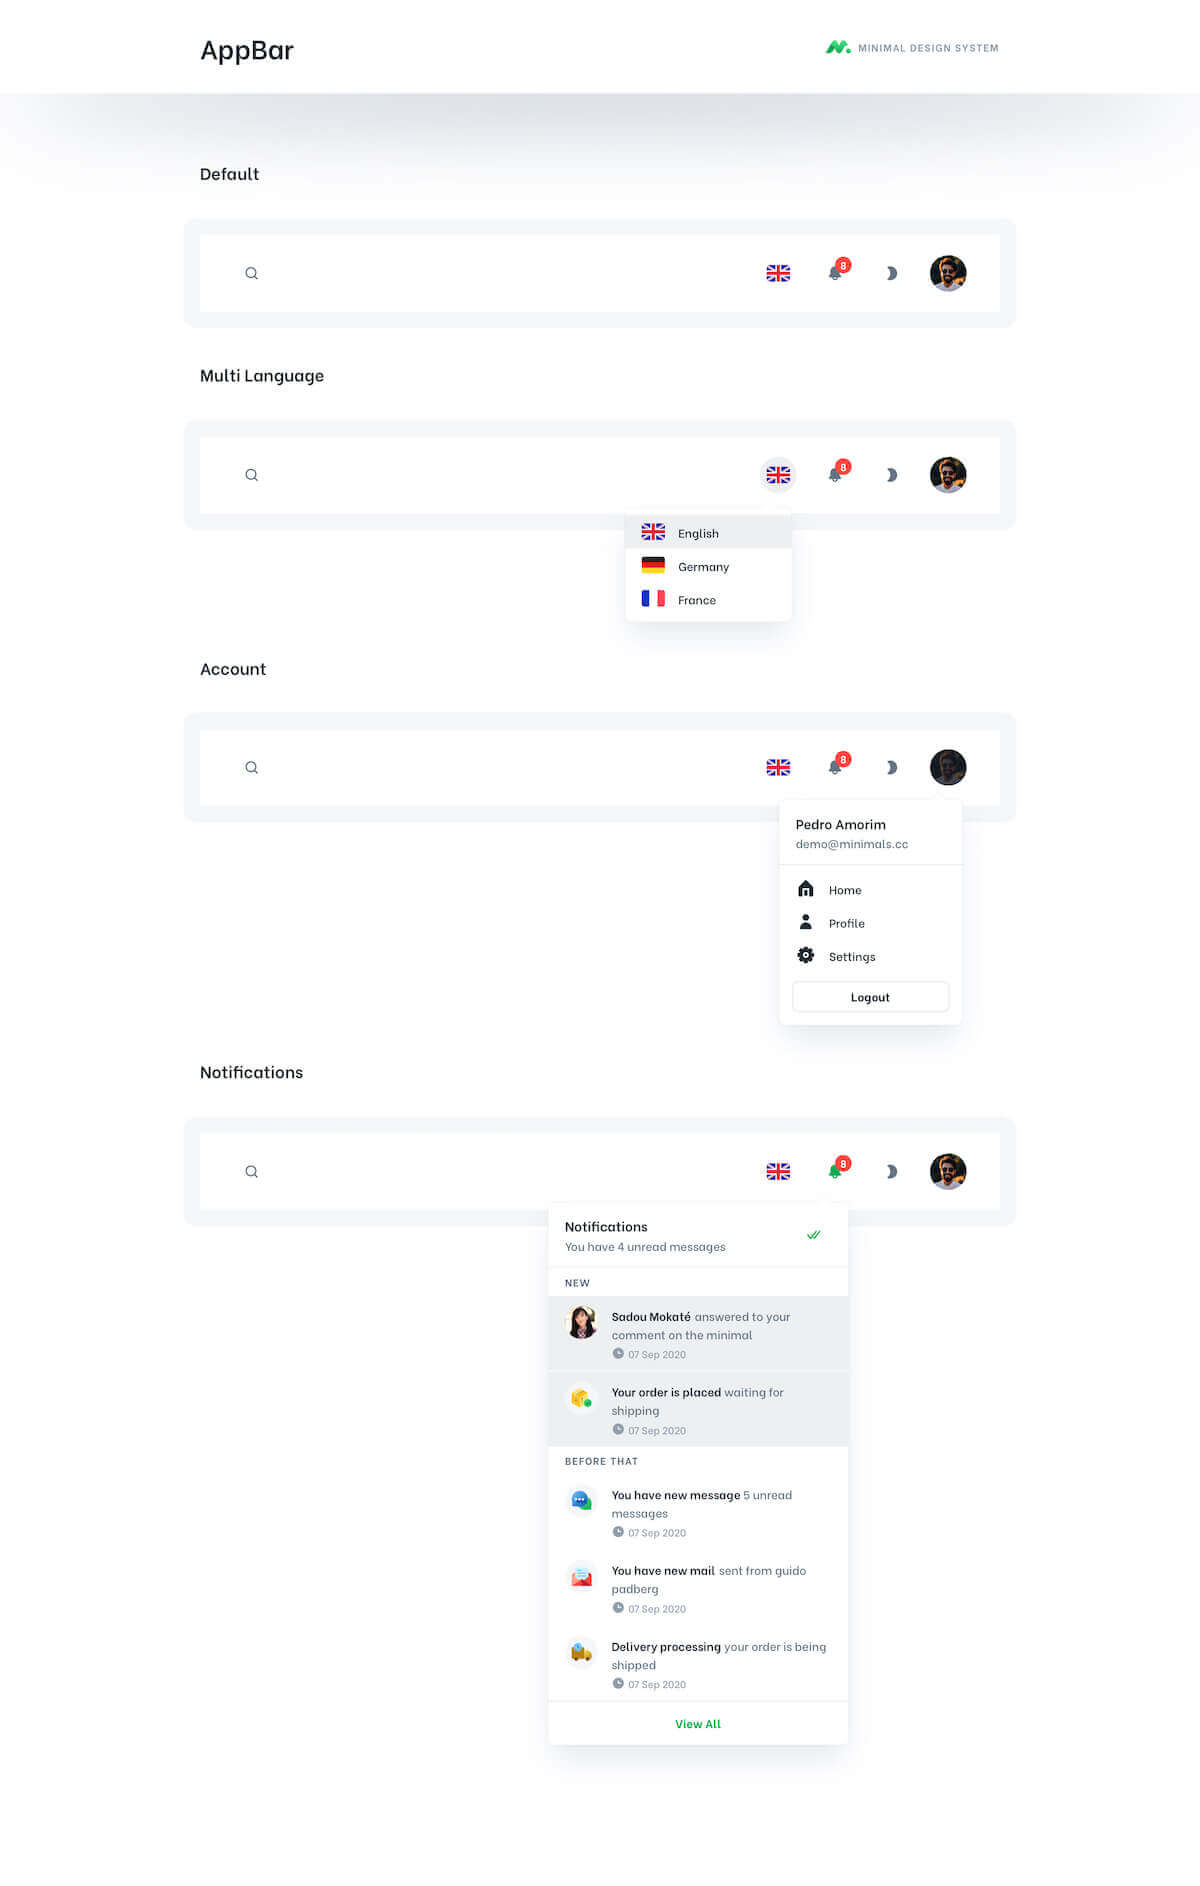 AppBar
MINIMAL DESIGN SYSTEM
Default
8
Multi Language
8
English
Germany
France
Account
8
Pedro Amorim
demo@minimals.cc
Home
Profile
Settings
Logout
Notifications
8
Notifications
You have 4 unread messages
NEW
Sadou Mokaté answered to your
comment on the minimal
07 Sep 2020
Your order is placed waiting for
shipping
07 Sep 2020
BEFORE THAT
You have new message 5 unread
messages
07 Sep 2020
You have new mail sent from guido
padberg
07 Sep 2020
Delivery processing your order is being
shipped
07 Sep 2020
View All